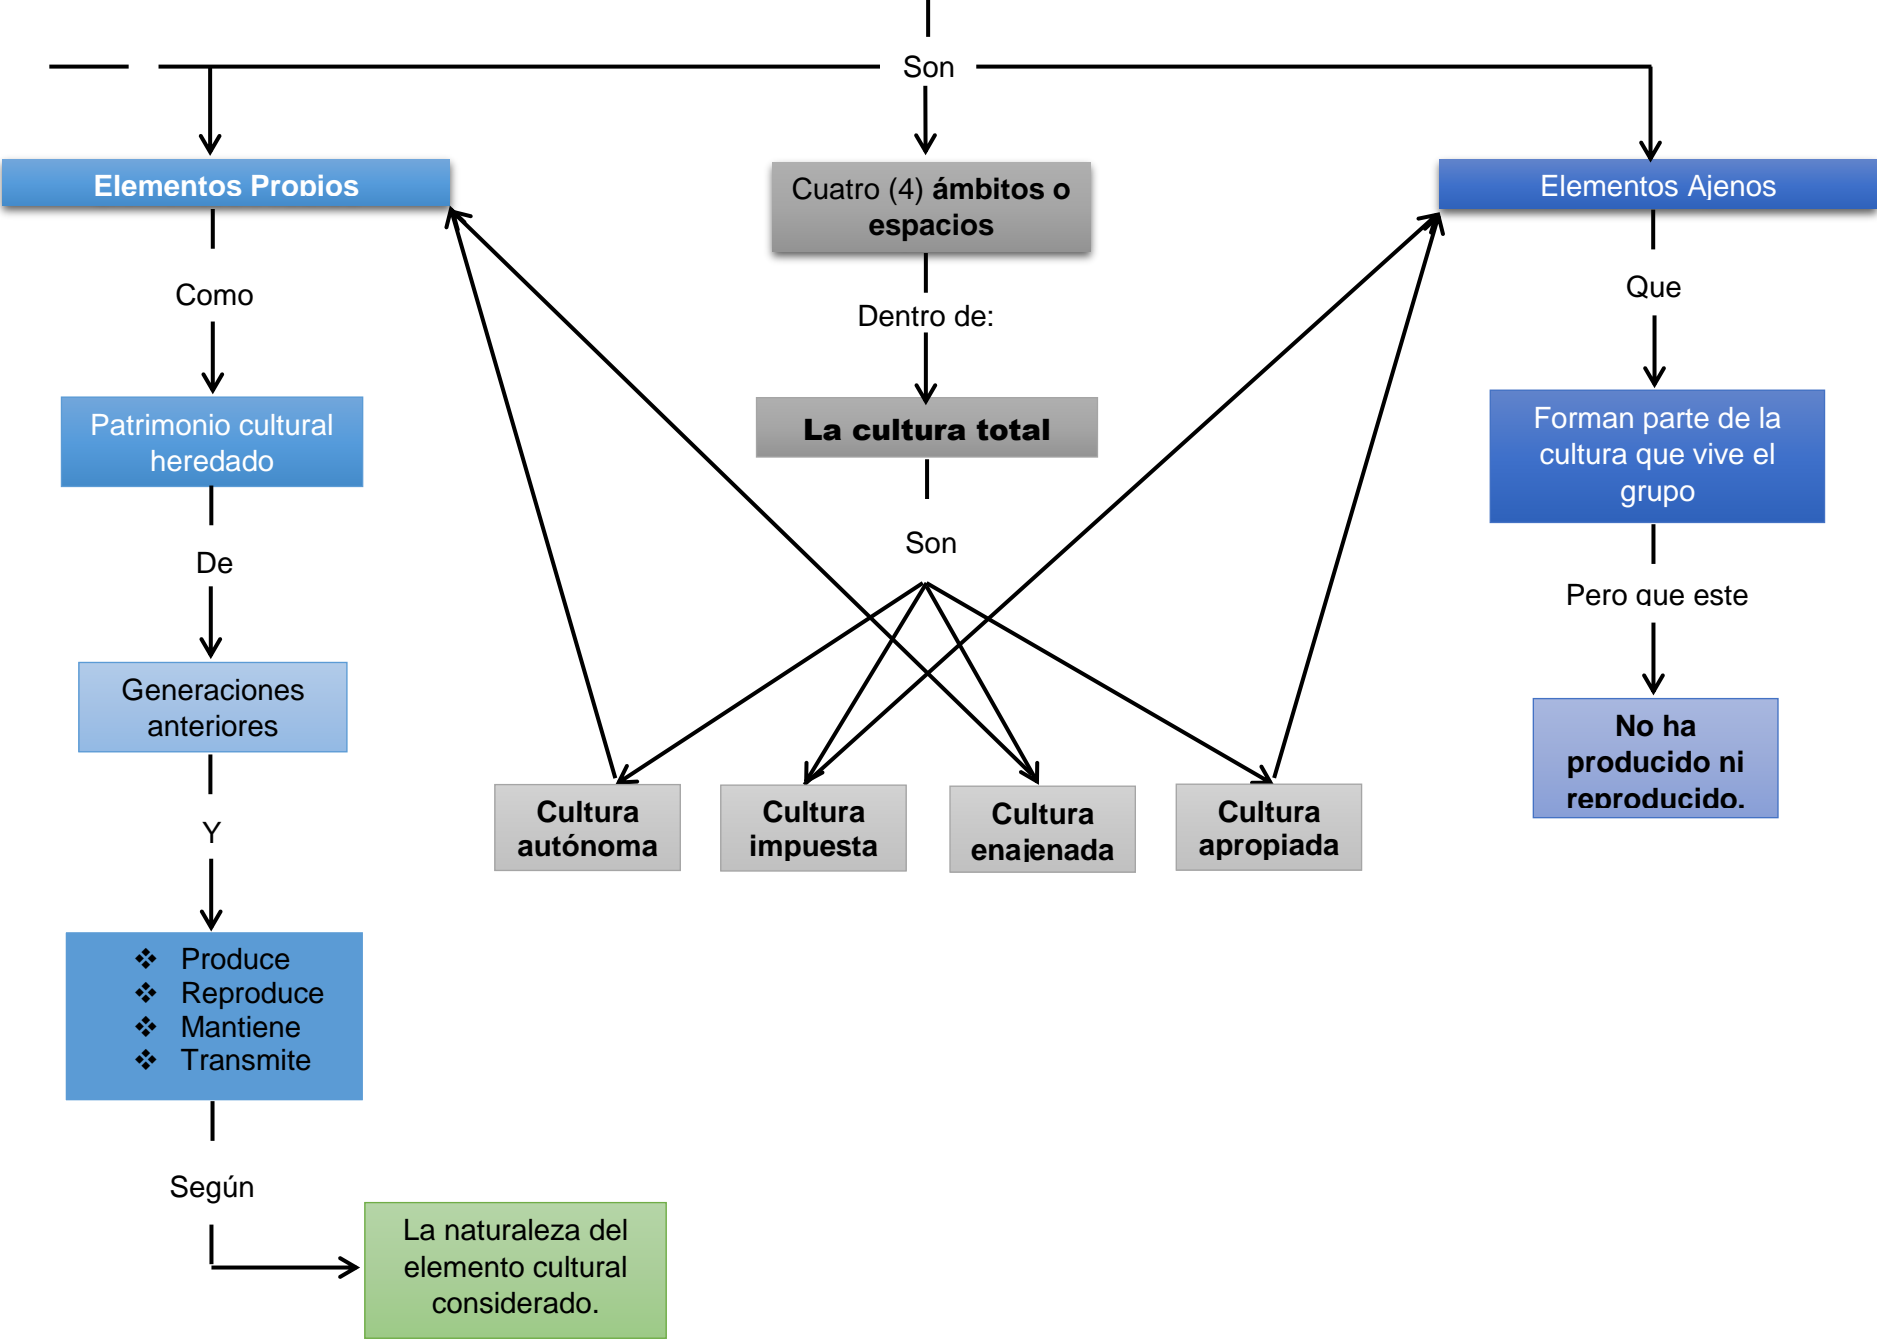 Son
Elementos Propios
Cuatro (4) ámbitos o
espacios
Elementos Ajenos
Como
Dentro de:
Que
Patrimonio cultural
heredado
La cultura total
Forman parte de la
cultura que vive el
grupo
De
Son
Pero que este
Generaciones
anteriores
No ha
producido ni
reproducido.
Y
Cultura
autónoma
Cultura
impuesta
Cultura
enajenada
Cultura
apropiada
❖ Produce
❖ Reproduce
❖ Mantiene
❖ Transmite
Según
La naturaleza del
elemento cultural
considerado.